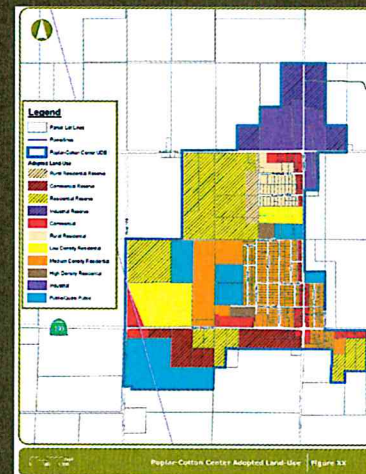 Legend
Parcel Lot Lines
Powerlines
Poplar-Cotton Center UDB
Adopted Land-Use
Rural Residential Reserve
Commercial Reserve
Residential Reserve
Industrial Reserve
Commercial
Rural Residential
Low Density Residential
Medium Density Residential
High Density Residential
Industrial
Public/Quasi Public
190
Poplar-Cotton Center Adopted Land-Use Figure XX